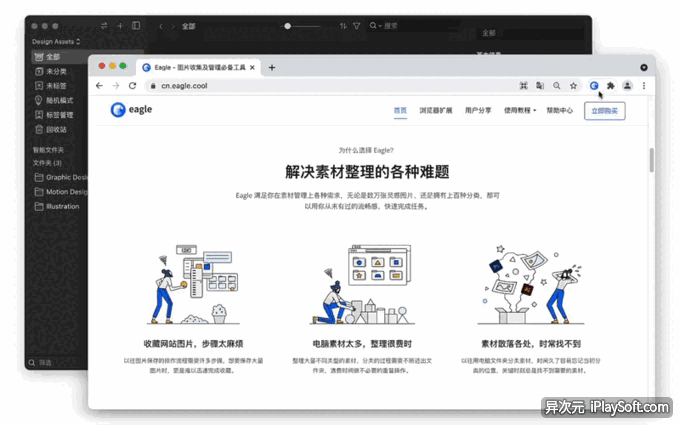 全部
搜索
全部
Design Assets
全部
未分类
未标签
随机模式
标签管理
回收站
智能文件夹
文件夹 (3)
Graphic Desig
Motion Desig
Illustration
筛选
Eagle - 图片收集及管理必备工具
cn.eagle.cool
eagle
首页
浏览器扩展
用户分享
使用教程
帮助中心
立即购买
为什么选择 Eagle?
解决素材整理的各种难题
Eagle 满足你在素材管理上各种需求，无论是数万张灵感图片、还是拥有上百种分类，都可
以用你从未有过的流畅感，快速完成任务。
收藏网站图片，步骤太麻烦
以往图片保存的操作流程需要许多步骤，想要保存大量
图片时，更是难以迅速完成收藏。
电脑素材太多，整理很费时
整理大量不同类型的素材，分类的过程需要不断进出文
件夹，浪费时间做不必要的重复操作。
素材散落各处，时常找不到
以往用电脑文件夹分类素材，时间久了容易忘记当初分
类的位置，关键时刻总是找不到需要的素材。
异次元 iPlaySoft.com